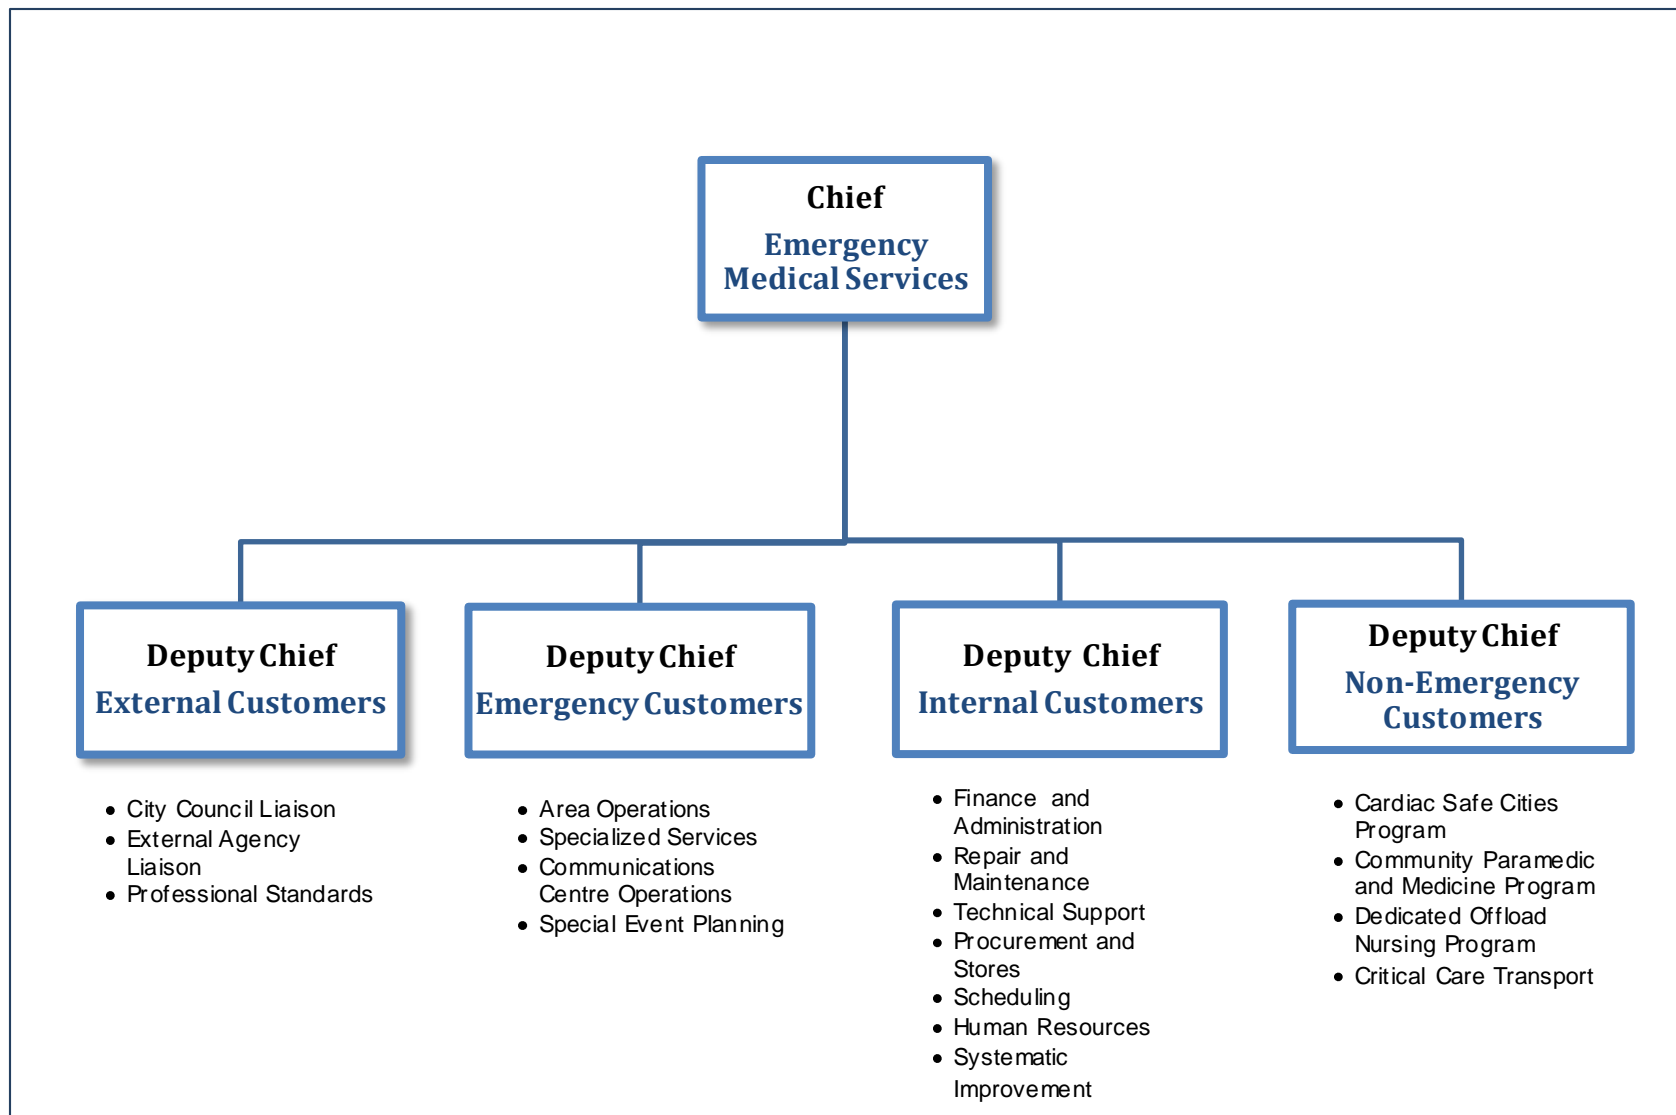 Chief
Emergency
Medical Services
Deputy Chief
External Customers
• City Council Liaison
• External Agency
Liaison
• Professional Standards
Deputy Chief
Emergency Customers
• Area Operations
• Specialized Services
• Communications
Centre Operations
• Special Event Planning
Deputy Chief
Internal Customers
• Finance and
Administration
• Repair and
Maintenance
• Technical Support
• Procurement and
Stores
• Scheduling
• Human Resources
• Systematic
Improvement
Deputy Chief
Non-Emergency
Customers
• Cardiac Safe Cities
Program
• Community Paramedic
and Medicine Program
• Dedicated Offload
Nursing Program
• Critical Care Transport